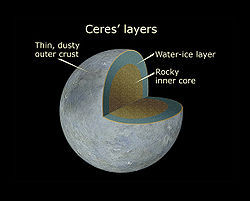 Ceres' layers
Thin, dusty
outer crust
Water-ice layer
Rocky
inner core